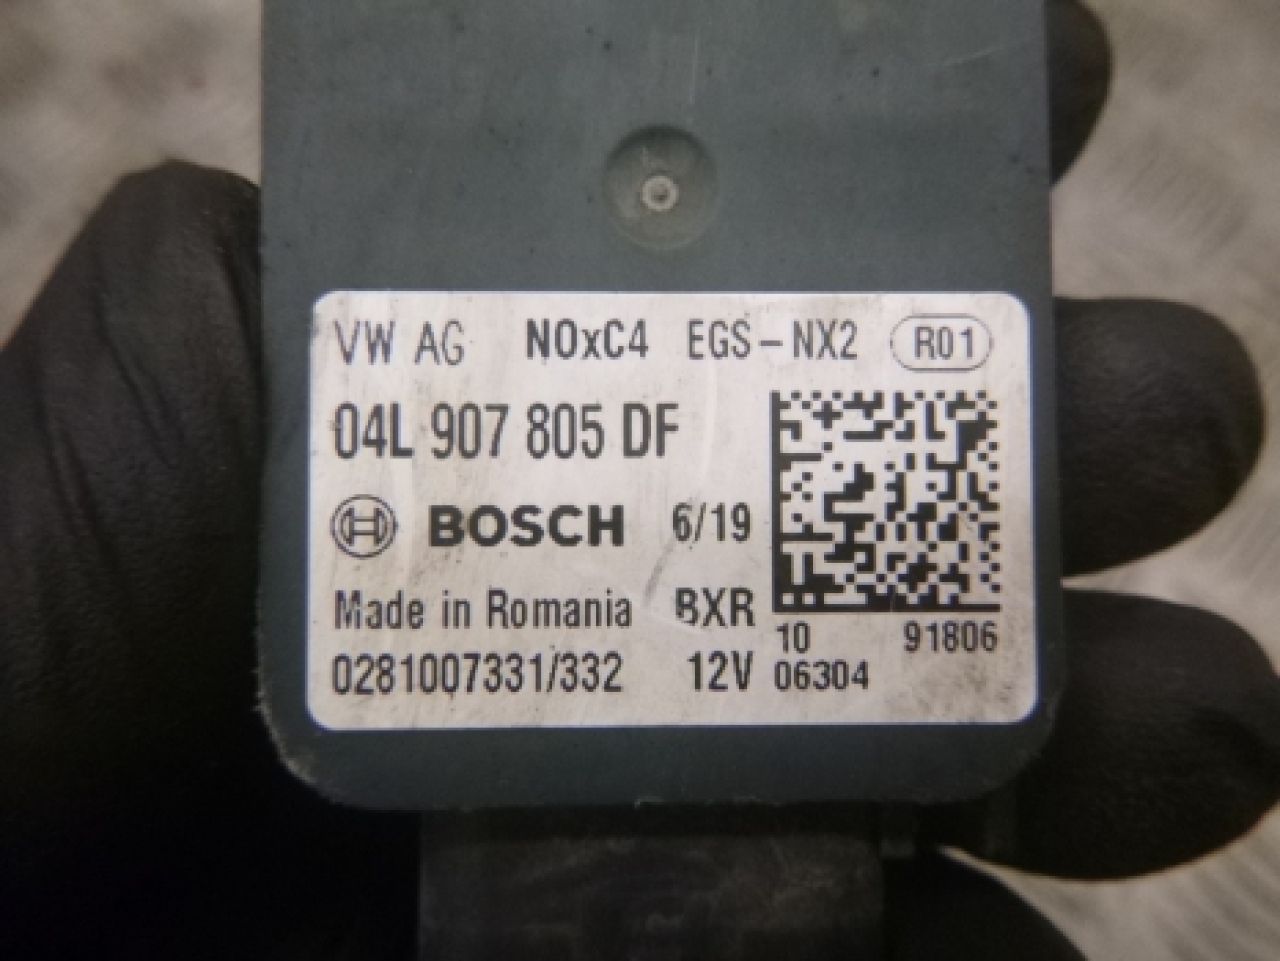 VW AG NOxC4 EGS-NX2 R01
04L 907 805 DF
BOSCH 6/19
Made in Romania BXR
10 91806
0281007331/332 12V 06304